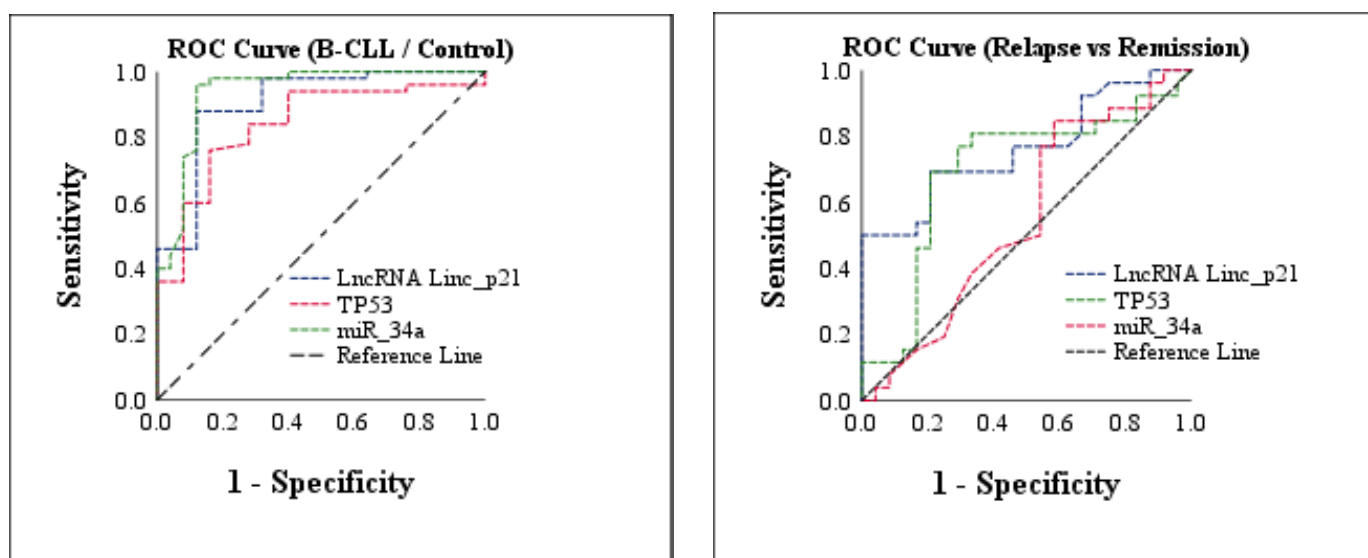 ROC Curve (B-CLL / Control)
1.0
0.8
0.6
0.4
0.2
0.0
Sensitivity
LncRNA Linc_p21
TP53
miR_34a
Reference Line
0.0 0.2 0.4 0.6 0.8 1.0
1 - Specificity
ROC Curve (Relapse vs Remission)
1.0
0.8
0.6
0.4
0.2
0.0
Sensitivity
LncRNA Linc_p21
TP53
miR_34a
Reference Line
0.0 0.2 0.4 0.6 0.8 1.0
1 - Specificity